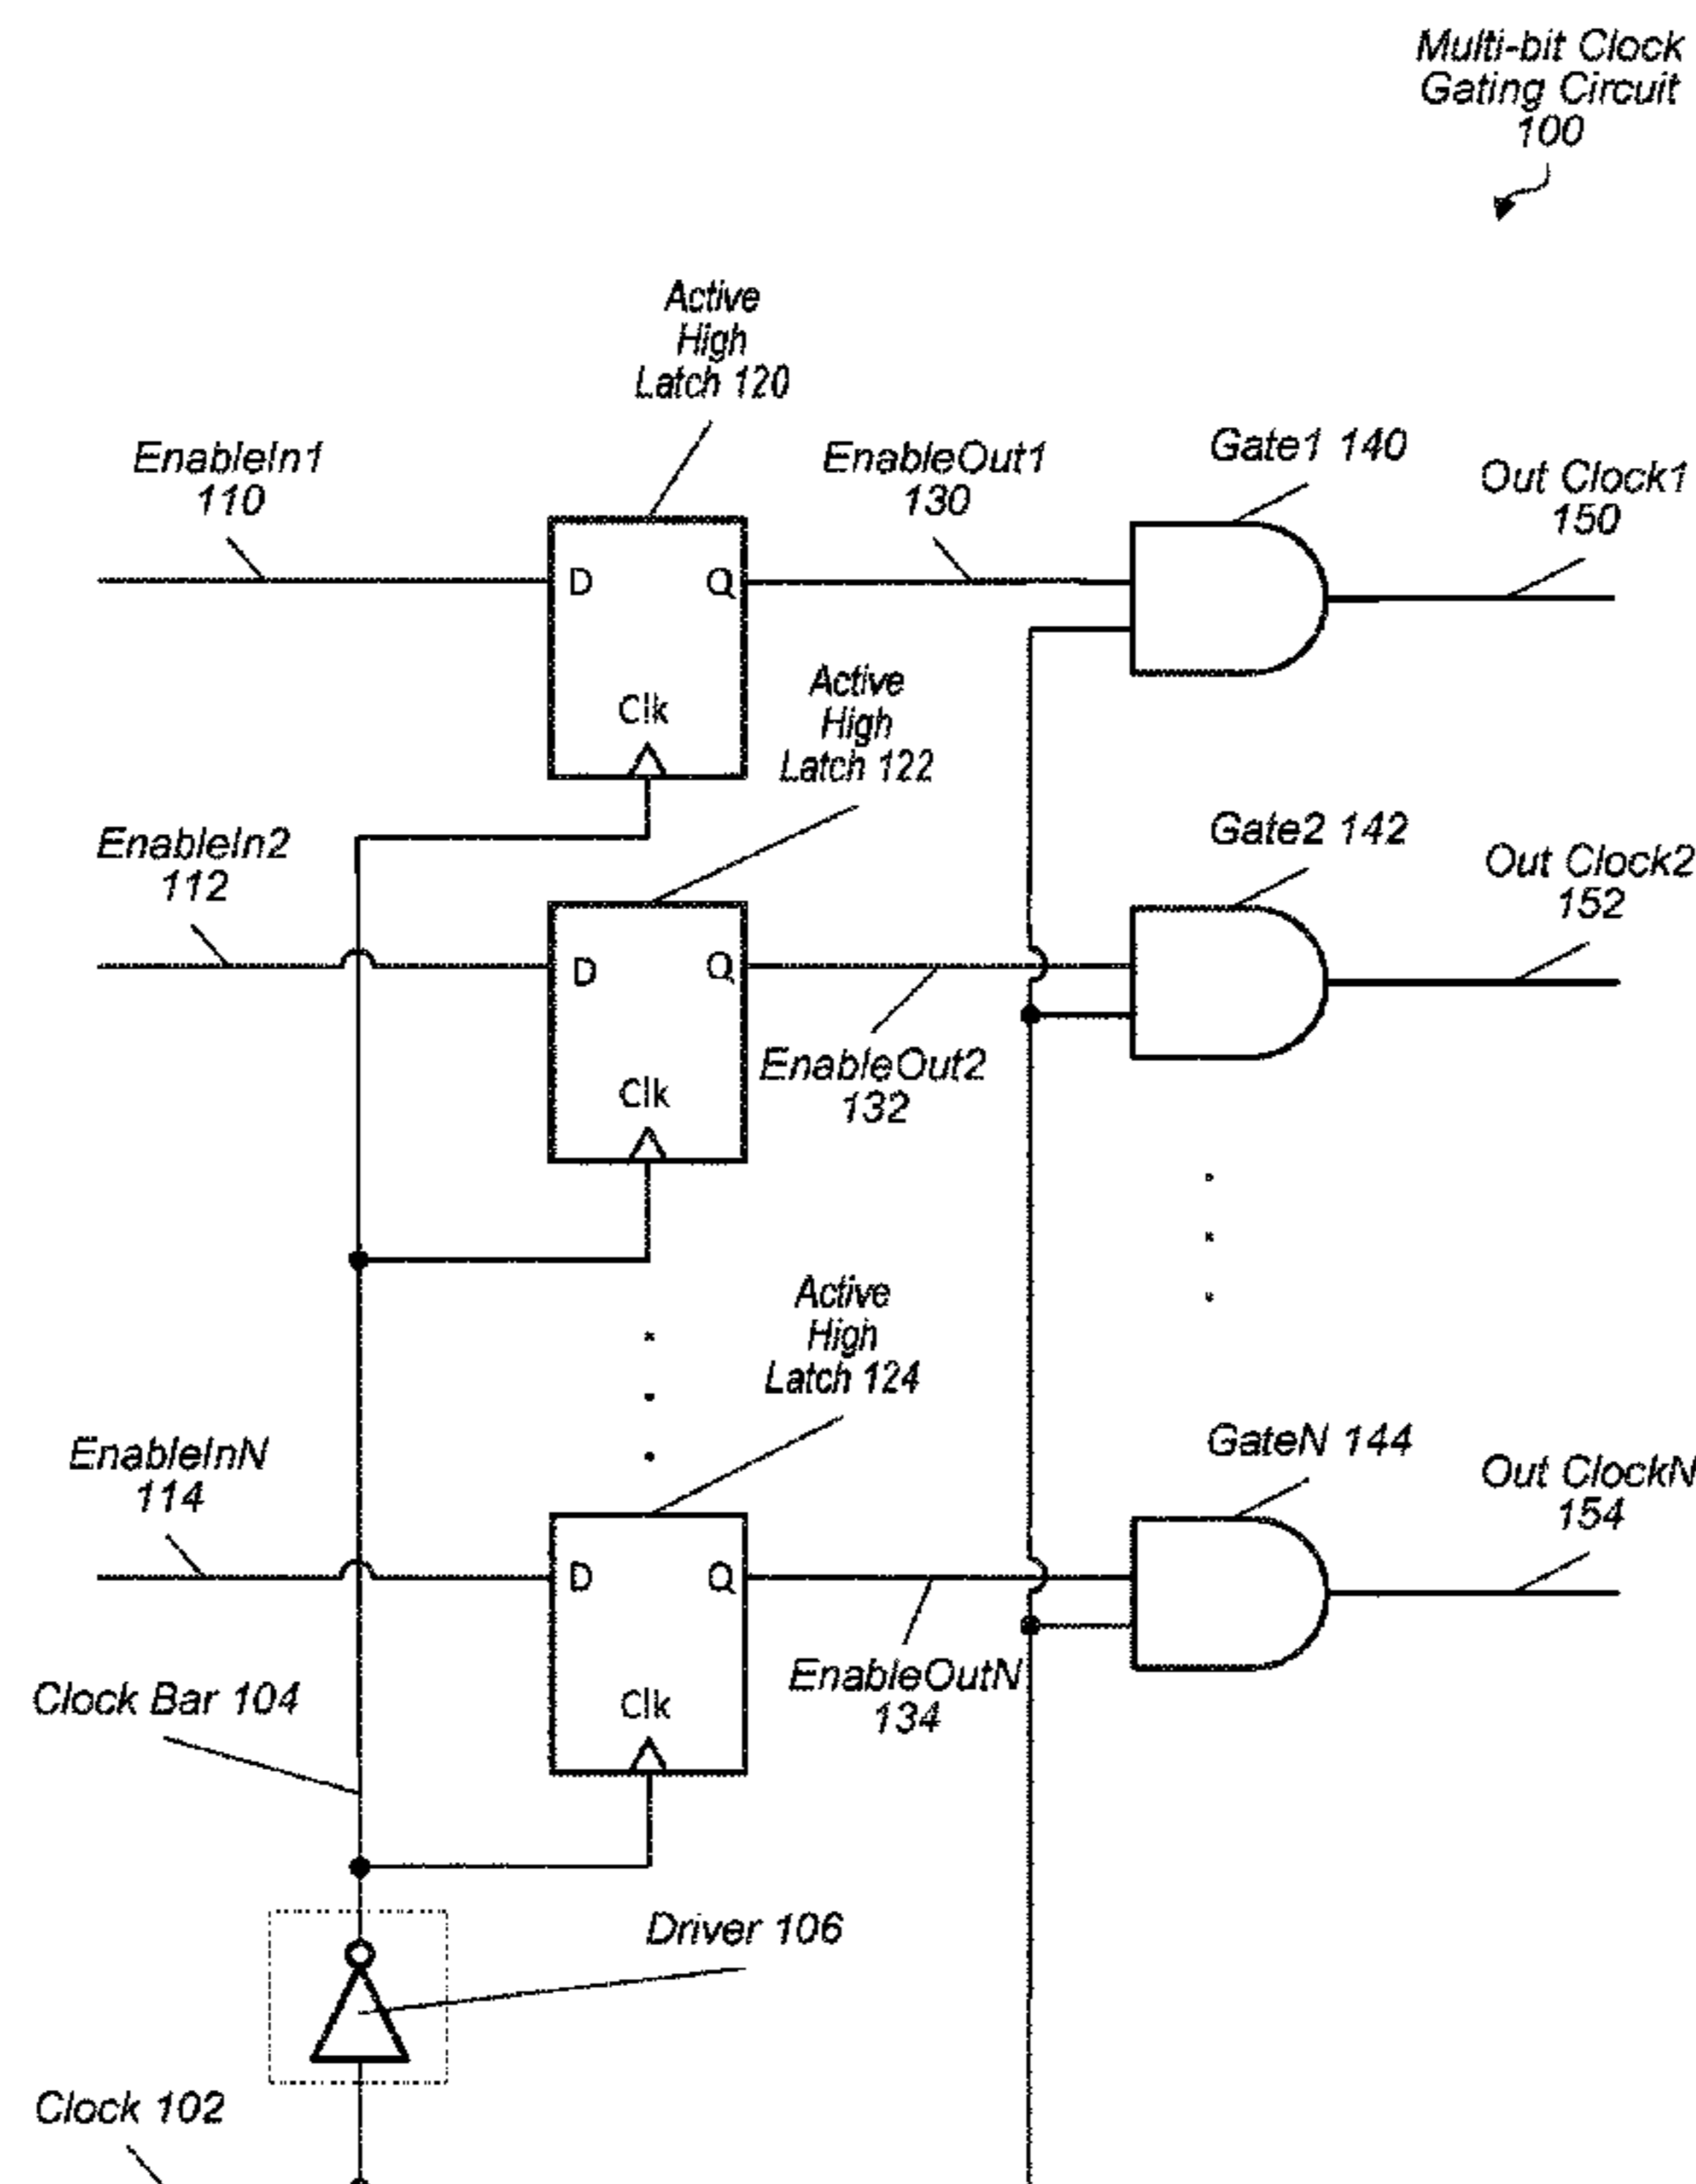 Multi-bit Clock
Gating Circuit
100
Active
High
Latch 120
EnableIn1
110
EnableOut1
130
Gate1 140
Out Clock1
150
D
Q
Clk
Active
High
Latch 122
EnableIn2
112
Gate2 142
Out Clock2
152
D
Q
EnableOut2
132
Clk
Active
High
Latch 124
EnableInN
114
GateN 144
Out ClockN
154
D
Q
EnableOutN
134
Clk
Clock Bar 104
Driver 106
Clock 102